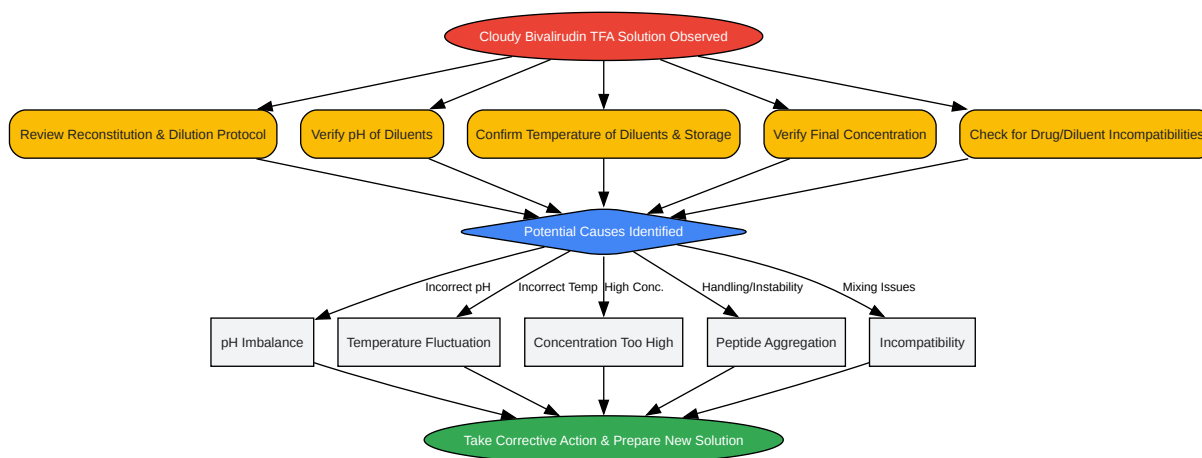 Cloudy Bivalirudin TFA Solution Observed
Review Reconstitution & Dilution Protocol
Verify pH of Diluents
Confirm Temperature of Diluents & Storage
Verify Final Concentration
Check for Drug/Diluent Incompatibilities
Potential Causes Identified
Incorrect pH
Incorrect Temp
High Conc.
Handling/Instability
Mixing Issues
pH Imbalance
Temperature Fluctuation
Concentration Too High
Peptide Aggregation
Incompatibility
Take Corrective Action & Prepare New Solution